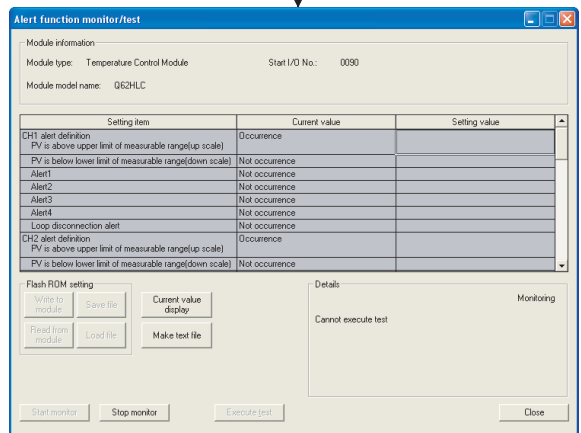 Alert function monitor/test
Module information
Module type: Temperature Control Module Start I/O No.: 0090
Module model name: Q62HLC
Setting item Current value Setting value
CH1 alert definition Occurrence
PV is above upper limit of measurable range(up scale)
PV is below lower limit of measurable range(down scale) Not occurrence
Alert1 Not occurrence
Alert2 Not occurrence
Alert3 Not occurrence
Alert4 Not occurrence
Loop disconnection alert Not occurrence
CH2 alert definition Occurrence
PV is above upper limit of measurable range(up scale)
PV is below lower limit of measurable range(down scale) Not occurrence
Flash ROM setting
Write to
module
Save file
Current value
display
Read from
module
Load file
Make text file
Details
Monitoring
Cannot execute test
Start monitor Stop monitor Execute test Close